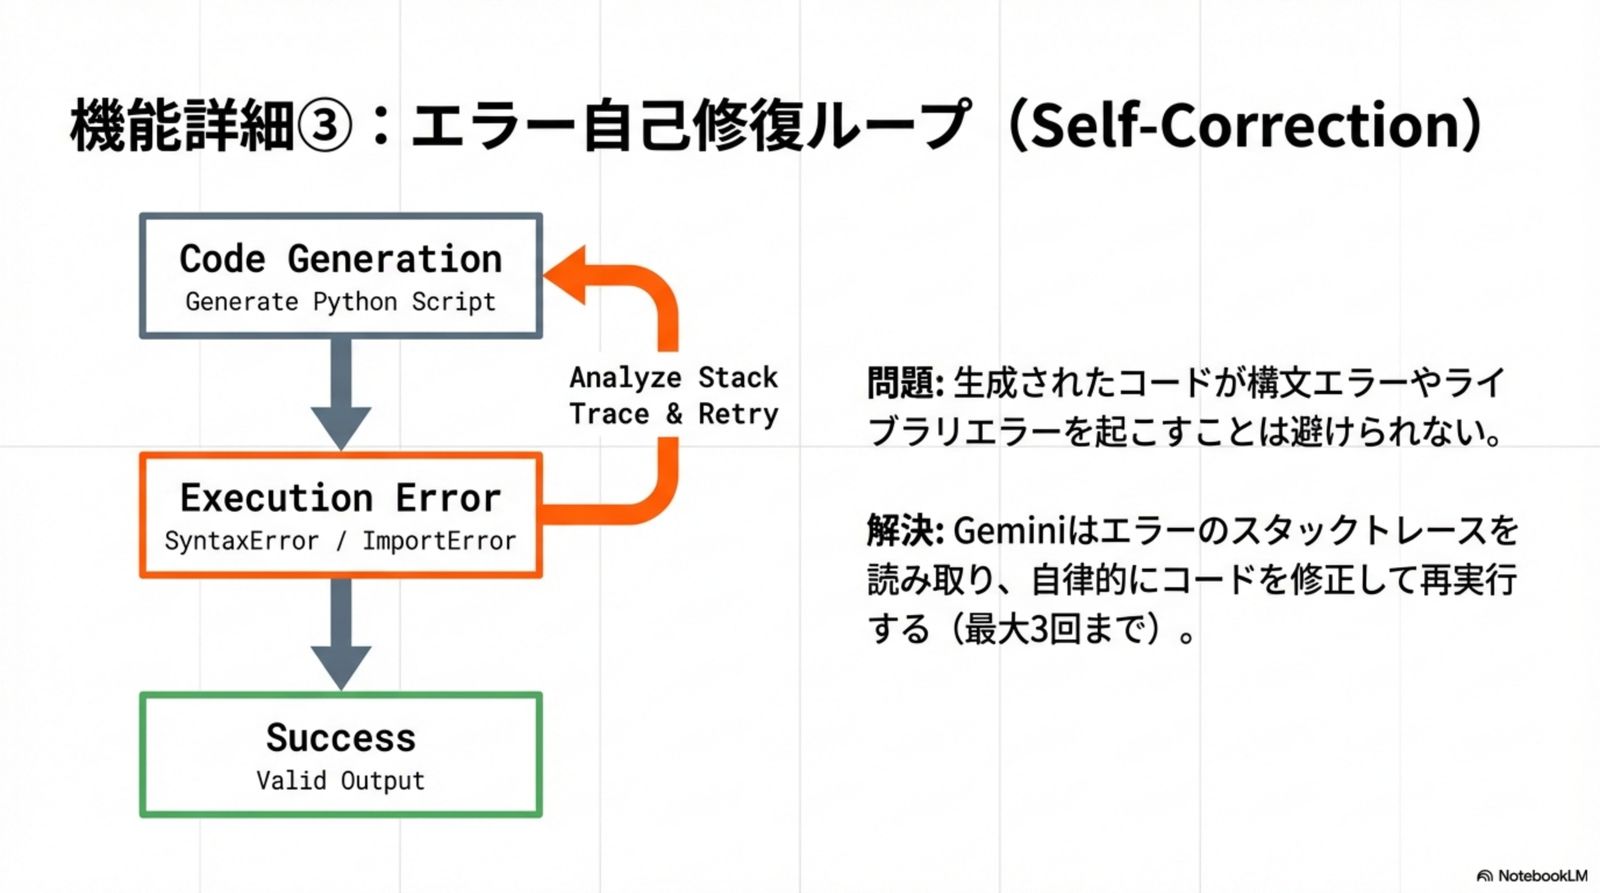 機能詳細③：エラー自己修復ループ（Self-Correction）
Code Generation
Generate Python Script
Analyze Stack
Trace & Retry
Execution Error
SyntaxError / ImportError
Success
Valid Output
問題: 生成されたコードが構文エラーやライ
ブラリエラーを起こすことは避けられない。
解決: Geminiはエラーのスタックトレースを
読み取り、自律的にコードを修正して再実行
する（最大3回まで）。
NotebookLM